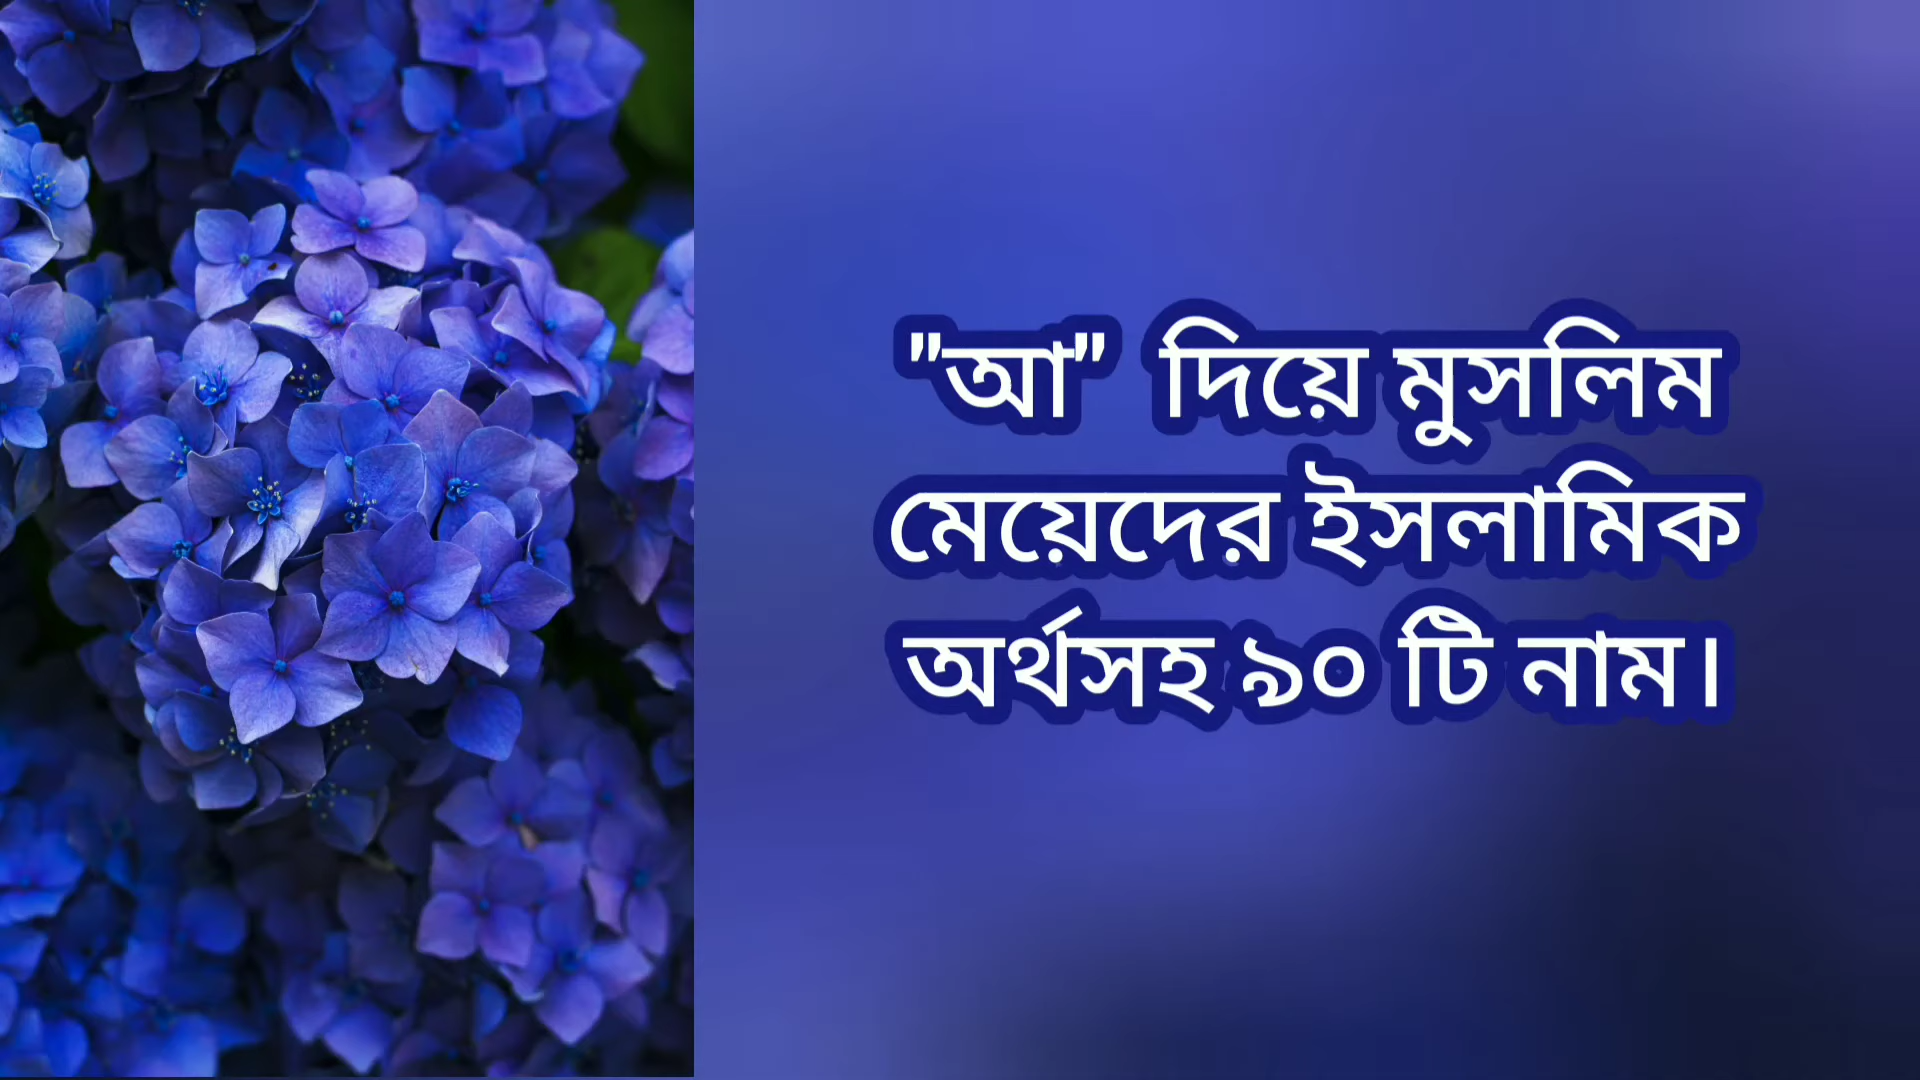 "আ" দিয়ে মুসলিম
মেয়েদের ইসলামিক
অর্থসহ ৯০ টি নাম।